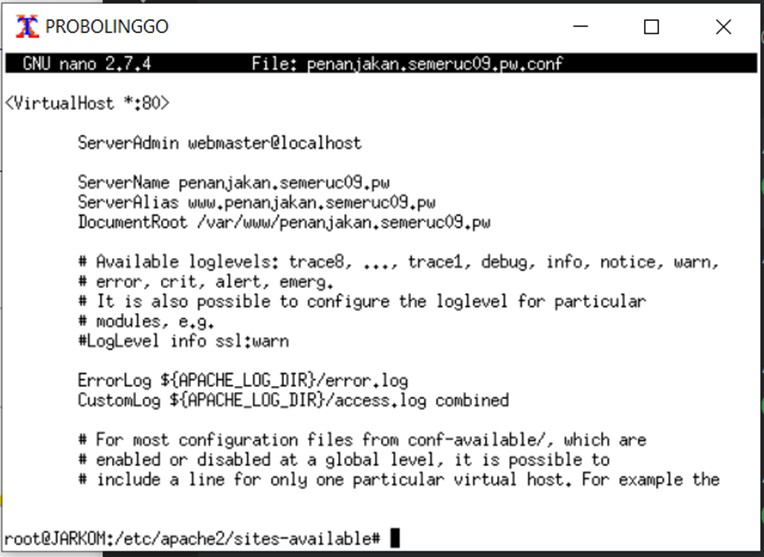 PROBOLINGGO
GNU nano 2.7.4 File: penanjakan.semeruc09.pw.conf
<VirtualHost *:80>
ServerAdmin webmaster@localhost
ServerName penanjakan.semeruc09.pw
ServerAlias www.penanjakan.semeruc09.pw
DocumentRoot /var/www/penanjakan.semeruc09.pw
# Available loglevels: trace8, ..., trace1, debug, info, notice, warn,
# error, crit, alert, emerg.
# It is also possible to configure the loglevel for particular
# modules, e.g.
#LogLevel info ssl:warn
ErrorLog ${APACHE_LOG_DIR}/error.log
CustomLog ${APACHE_LOG_DIR}/access.log combined
# For most configuration files from conf-available/, which are
# enabled or disabled at a global level, it is possible to
# include a line for only one particular virtual host. For example the
root@JARKOM:/etc/apache2/sites-available#